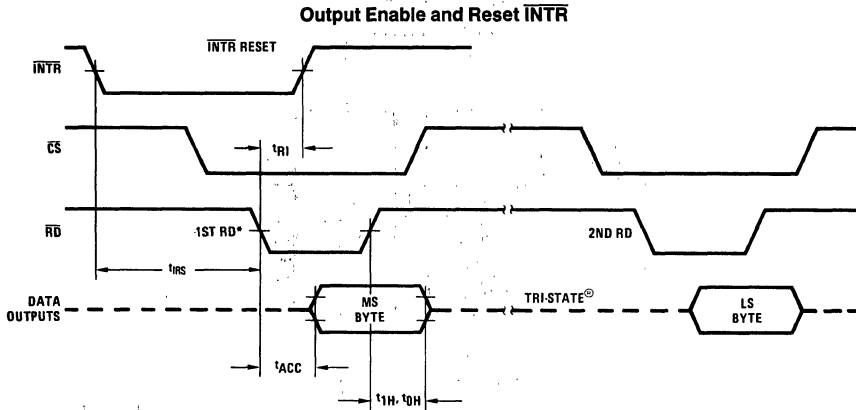 Output Enable and Reset INTR
INTR RESET
INTR
CS
tRI
RD
1ST RD*
2ND RD
tIRS
DATA
OUTPUTS
MS
BYTE
TRI-STATE®
LS
BYTE
tACC
t1H, t0H